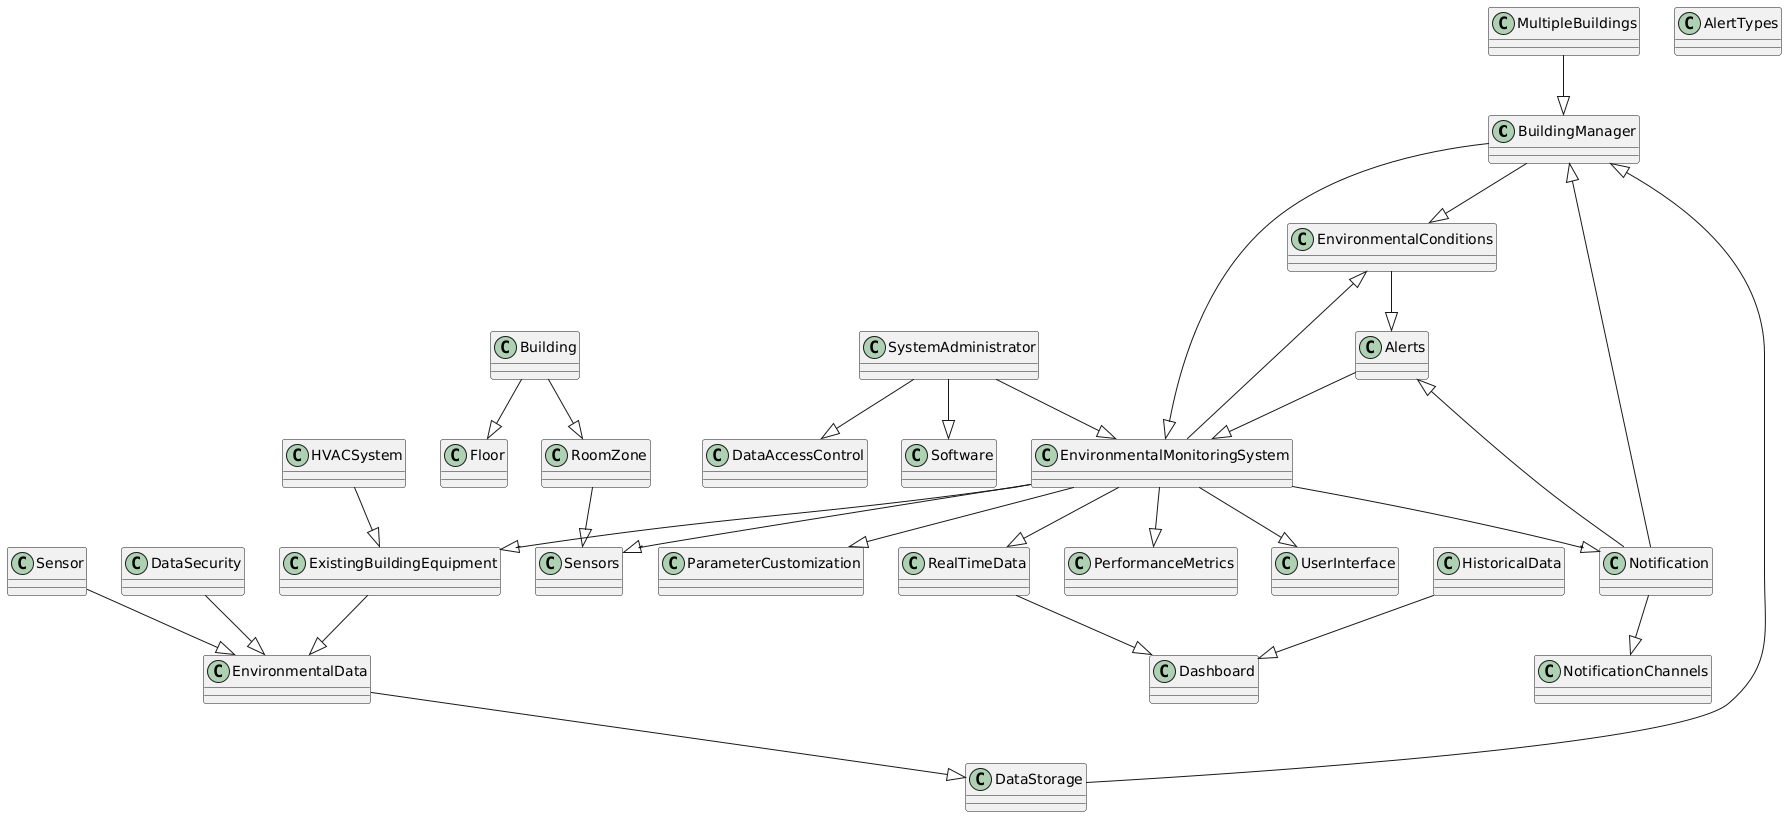 C MultipleBuildings
C AlertTypes
C BuildingManager
C EnvironmentalConditions
C Building
C SystemAdministrator
C Alerts
C HVACSystem
C Floor
C RoomZone
C DataAccessControl
C Software
C EnvironmentalMonitoringSystem
C Sensor
C DataSecurity
C ExistingBuildingEquipment
C Sensors
C ParameterCustomization
C RealTimeData
C PerformanceMetrics
C UserInterface
C HistoricalData
C Notification
C EnvironmentalData
C Dashboard
C NotificationChannels
C DataStorage